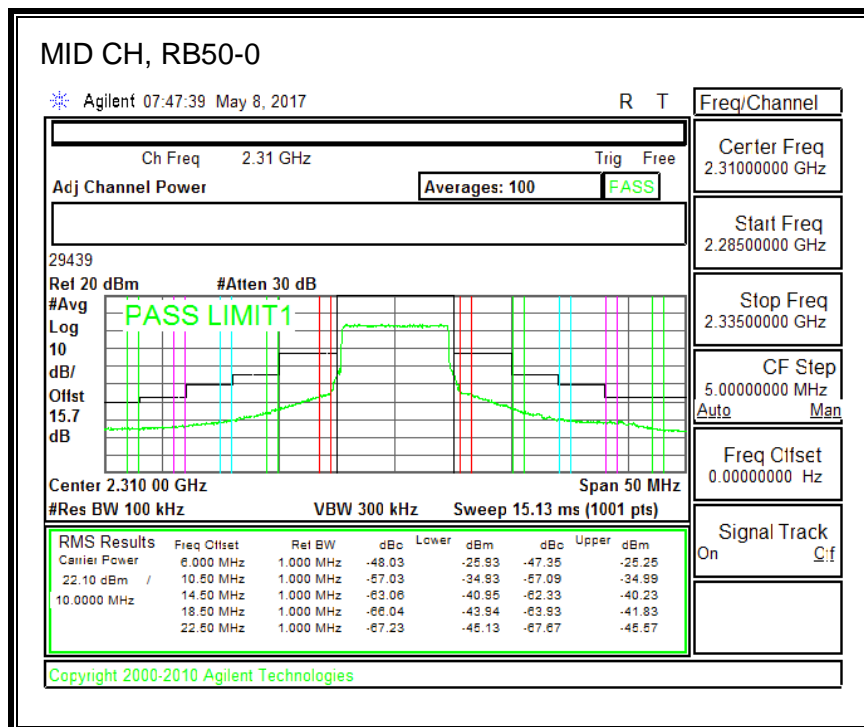 MID CH, RB50-0
Agilent 07:47:39 May 8, 2017 R T
Freq/Channel
Ch Freq 2.31 GHz Trig Free
Adj Channel Power Averages: 100 PASS
Center Freq
2.31000000 GHz
Start Freq
2.28500000 GHz
Stop Freq
2.33500000 GHz
CF Step
5.00000000 MHz
Auto Man
Freq Offset
0.00000000 Hz
Signal Track
On Off
29439
Ref 20 dBm #Atten 30 dB
#Avg
Log
10
dB/
Offst
15.7
dB
PASS LIMIT1
Center 2.310 00 GHz Span 50 MHz
#Res BW 100 kHz VBW 300 kHz Sweep 15.13 ms (1001 pts)
RMS Results Freq Offset Ref BW dBc Lower dBm dBc Upper dBm
Carrier Power 6.000 MHz 1.000 MHz -48.03 -25.93 -47.35 -25.25
22.10 dBm / 10.50 MHz 1.000 MHz -57.03 -34.93 -57.09 -34.99
10.0000 MHz 14.50 MHz 1.000 MHz -63.06 -40.95 -62.33 -40.23
18.50 MHz 1.000 MHz -66.04 -43.94 -63.93 -41.83
22.50 MHz 1.000 MHz -67.23 -45.13 -67.67 -45.57
Copyright 2000-2010 Agilent Technologies